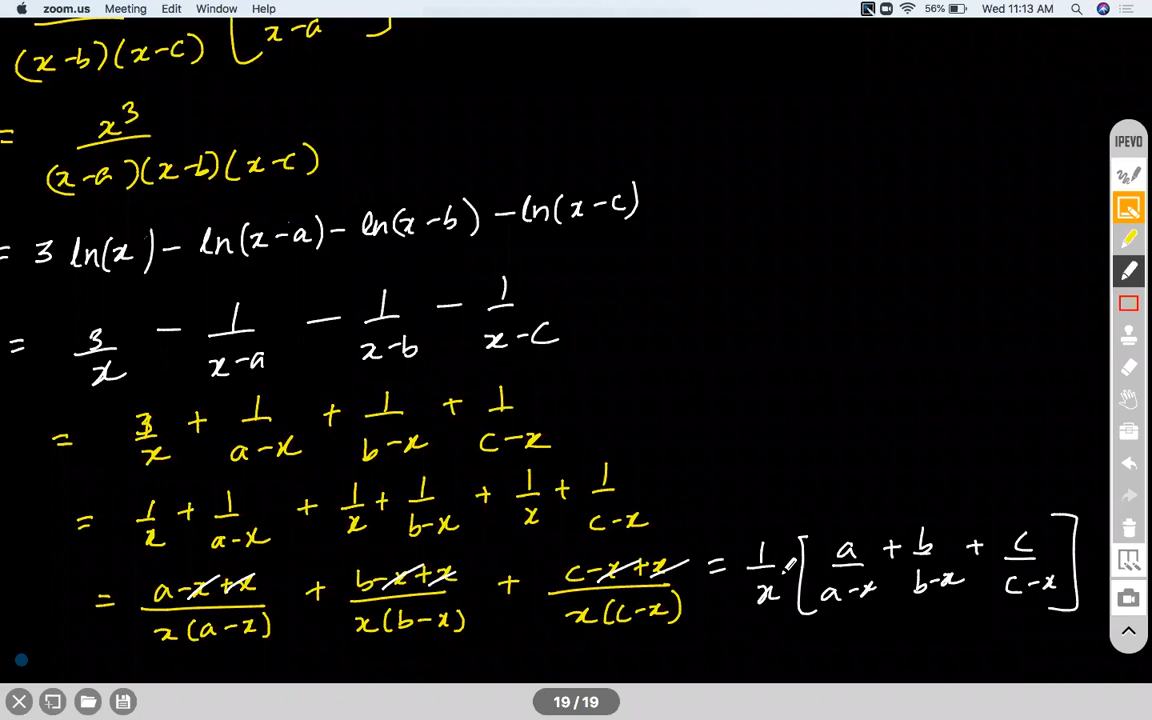 zoom.us Meeting Edit Window Help 56% Wed 11:13 AM
(x-b)(x-c) [ x-a ]
= x^3 / (x-a)(x-b)(x-c)
= 3 ln(x) - ln(x-a) - ln(x-b) - ln(x-c)
= 3/x - 1/(x-a) - 1/(x-b) - 1/(x-c)
= 3/x + 1/(a-x) + 1/(b-x) + 1/(c-x)
= 1/x + 1/(a-x) + 1/x + 1/(b-x) + 1/x + 1/(c-x)
= (a-x+x)/(x(a-x)) + (b-x+x)/(x(b-x)) + (c-x+x)/(x(c-x)) = 1/x [ a/(a-x) + b/(b-x) + c/(c-x) ]
IPEVO
19/19